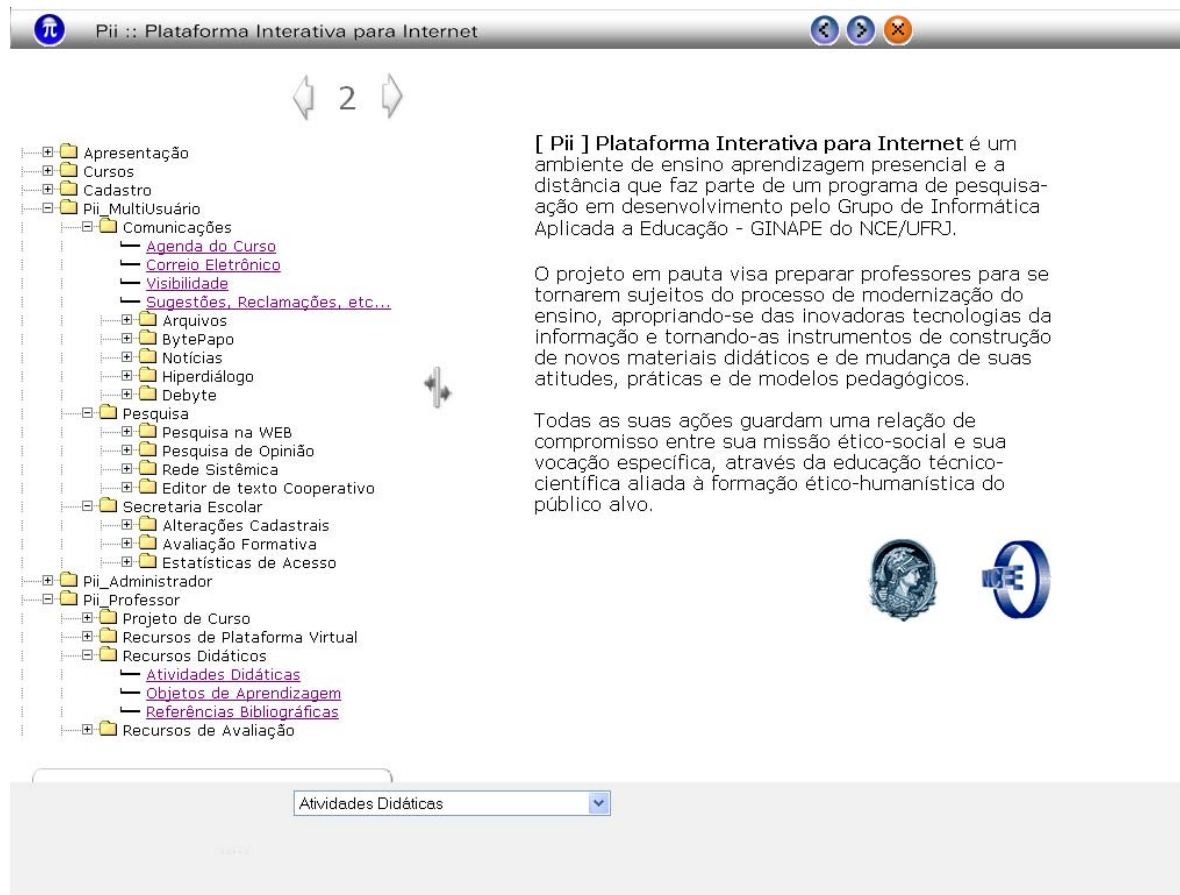 π Pii :: Plataforma Interativa para Internet
2
Apresentação
Cursos
Cadastro
Pii_MultiUsuário
Comunicações
Agenda do Curso
Correio Eletrônico
Visibilidade
Sugestões, Reclamações, etc...
Arquivos
BytePapo
Notícias
Hiperdiálogo
Debyte
Pesquisa
Pesquisa na WEB
Pesquisa de Opinião
Rede Sistêmica
Editor de texto Cooperativo
Secretaria Escolar
Alterações Cadastrais
Avaliação Formativa
Estatísticas de Acesso
Pii_Administrador
Pii_Professor
Projeto de Curso
Recursos de Plataforma Virtual
Recursos Didáticos
Atividades Didáticas
Objetos de Aprendizagem
Referências Bibliográficas
Recursos de Avaliação
[ Pii ] Plataforma Interativa para Internet é um
ambiente de ensino aprendizagem presencial e a
distância que faz parte de um programa de pesquisa-
ação em desenvolvimento pelo Grupo de Informática
Aplicada a Educação - GINAPE do NCE/UFRJ.
O projeto em pauta visa preparar professores para se
tornarem sujeitos do processo de modernização do
ensino, apropriando-se das inovadoras tecnologias da
informação e tornando-as instrumentos de construção
de novos materiais didáticos e de mudança de suas
atitudes, práticas e de modelos pedagógicos.
Todas as suas ações guardam uma relação de
compromisso entre sua missão ético-social e sua
vocação específica, através da educação técnico-
científica aliada à formação ético-humanística do
público alvo.
NCE
Atividades Didáticas